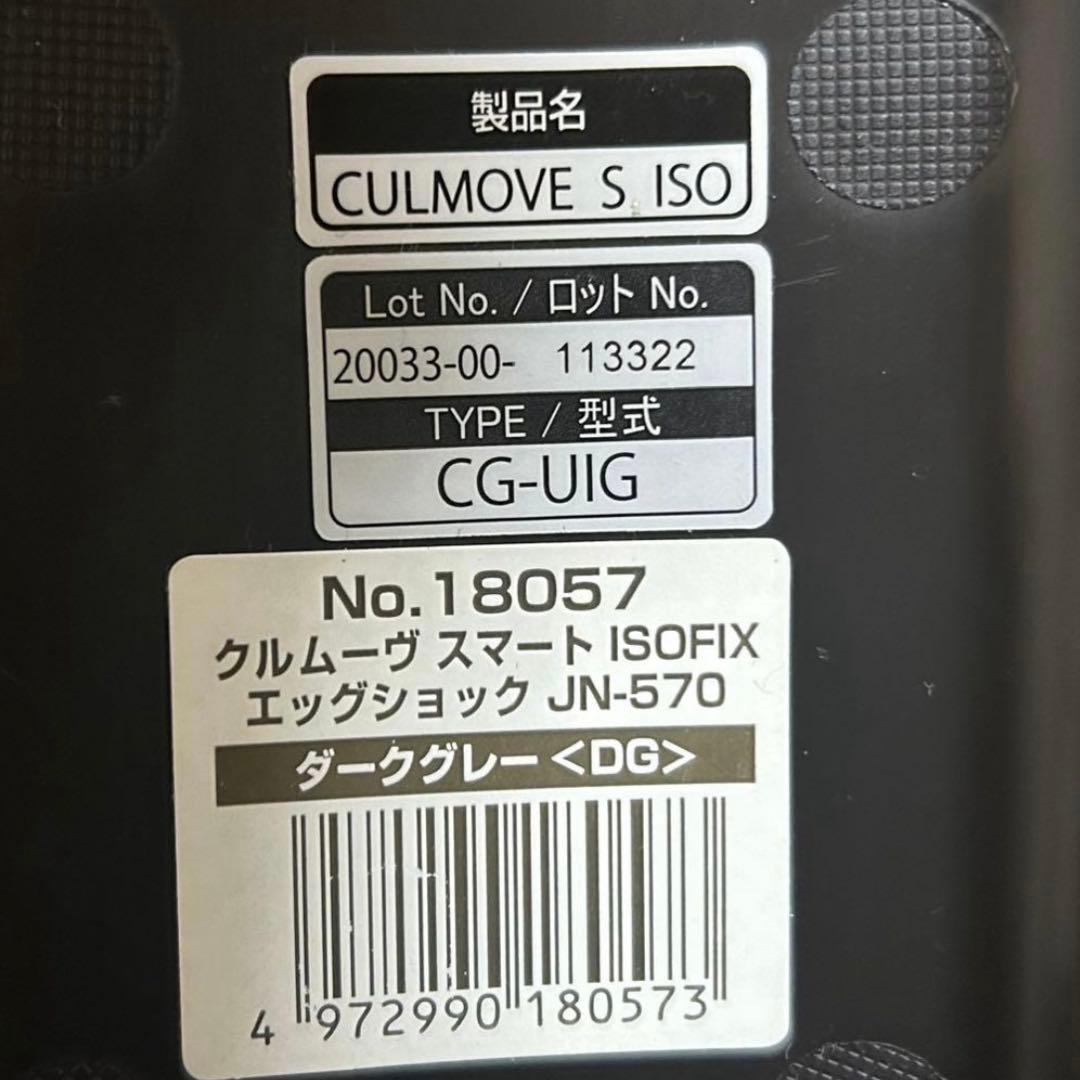 製品名
CULMOVE S ISO
Lot No. / ロット No.
20033-00- 113322
TYPE / 型式
CG-UIG
No.18057
クルムーヴ スマート ISOFIX
エッグショック JN-570
ダークグレー<DG>
4 972990 180573